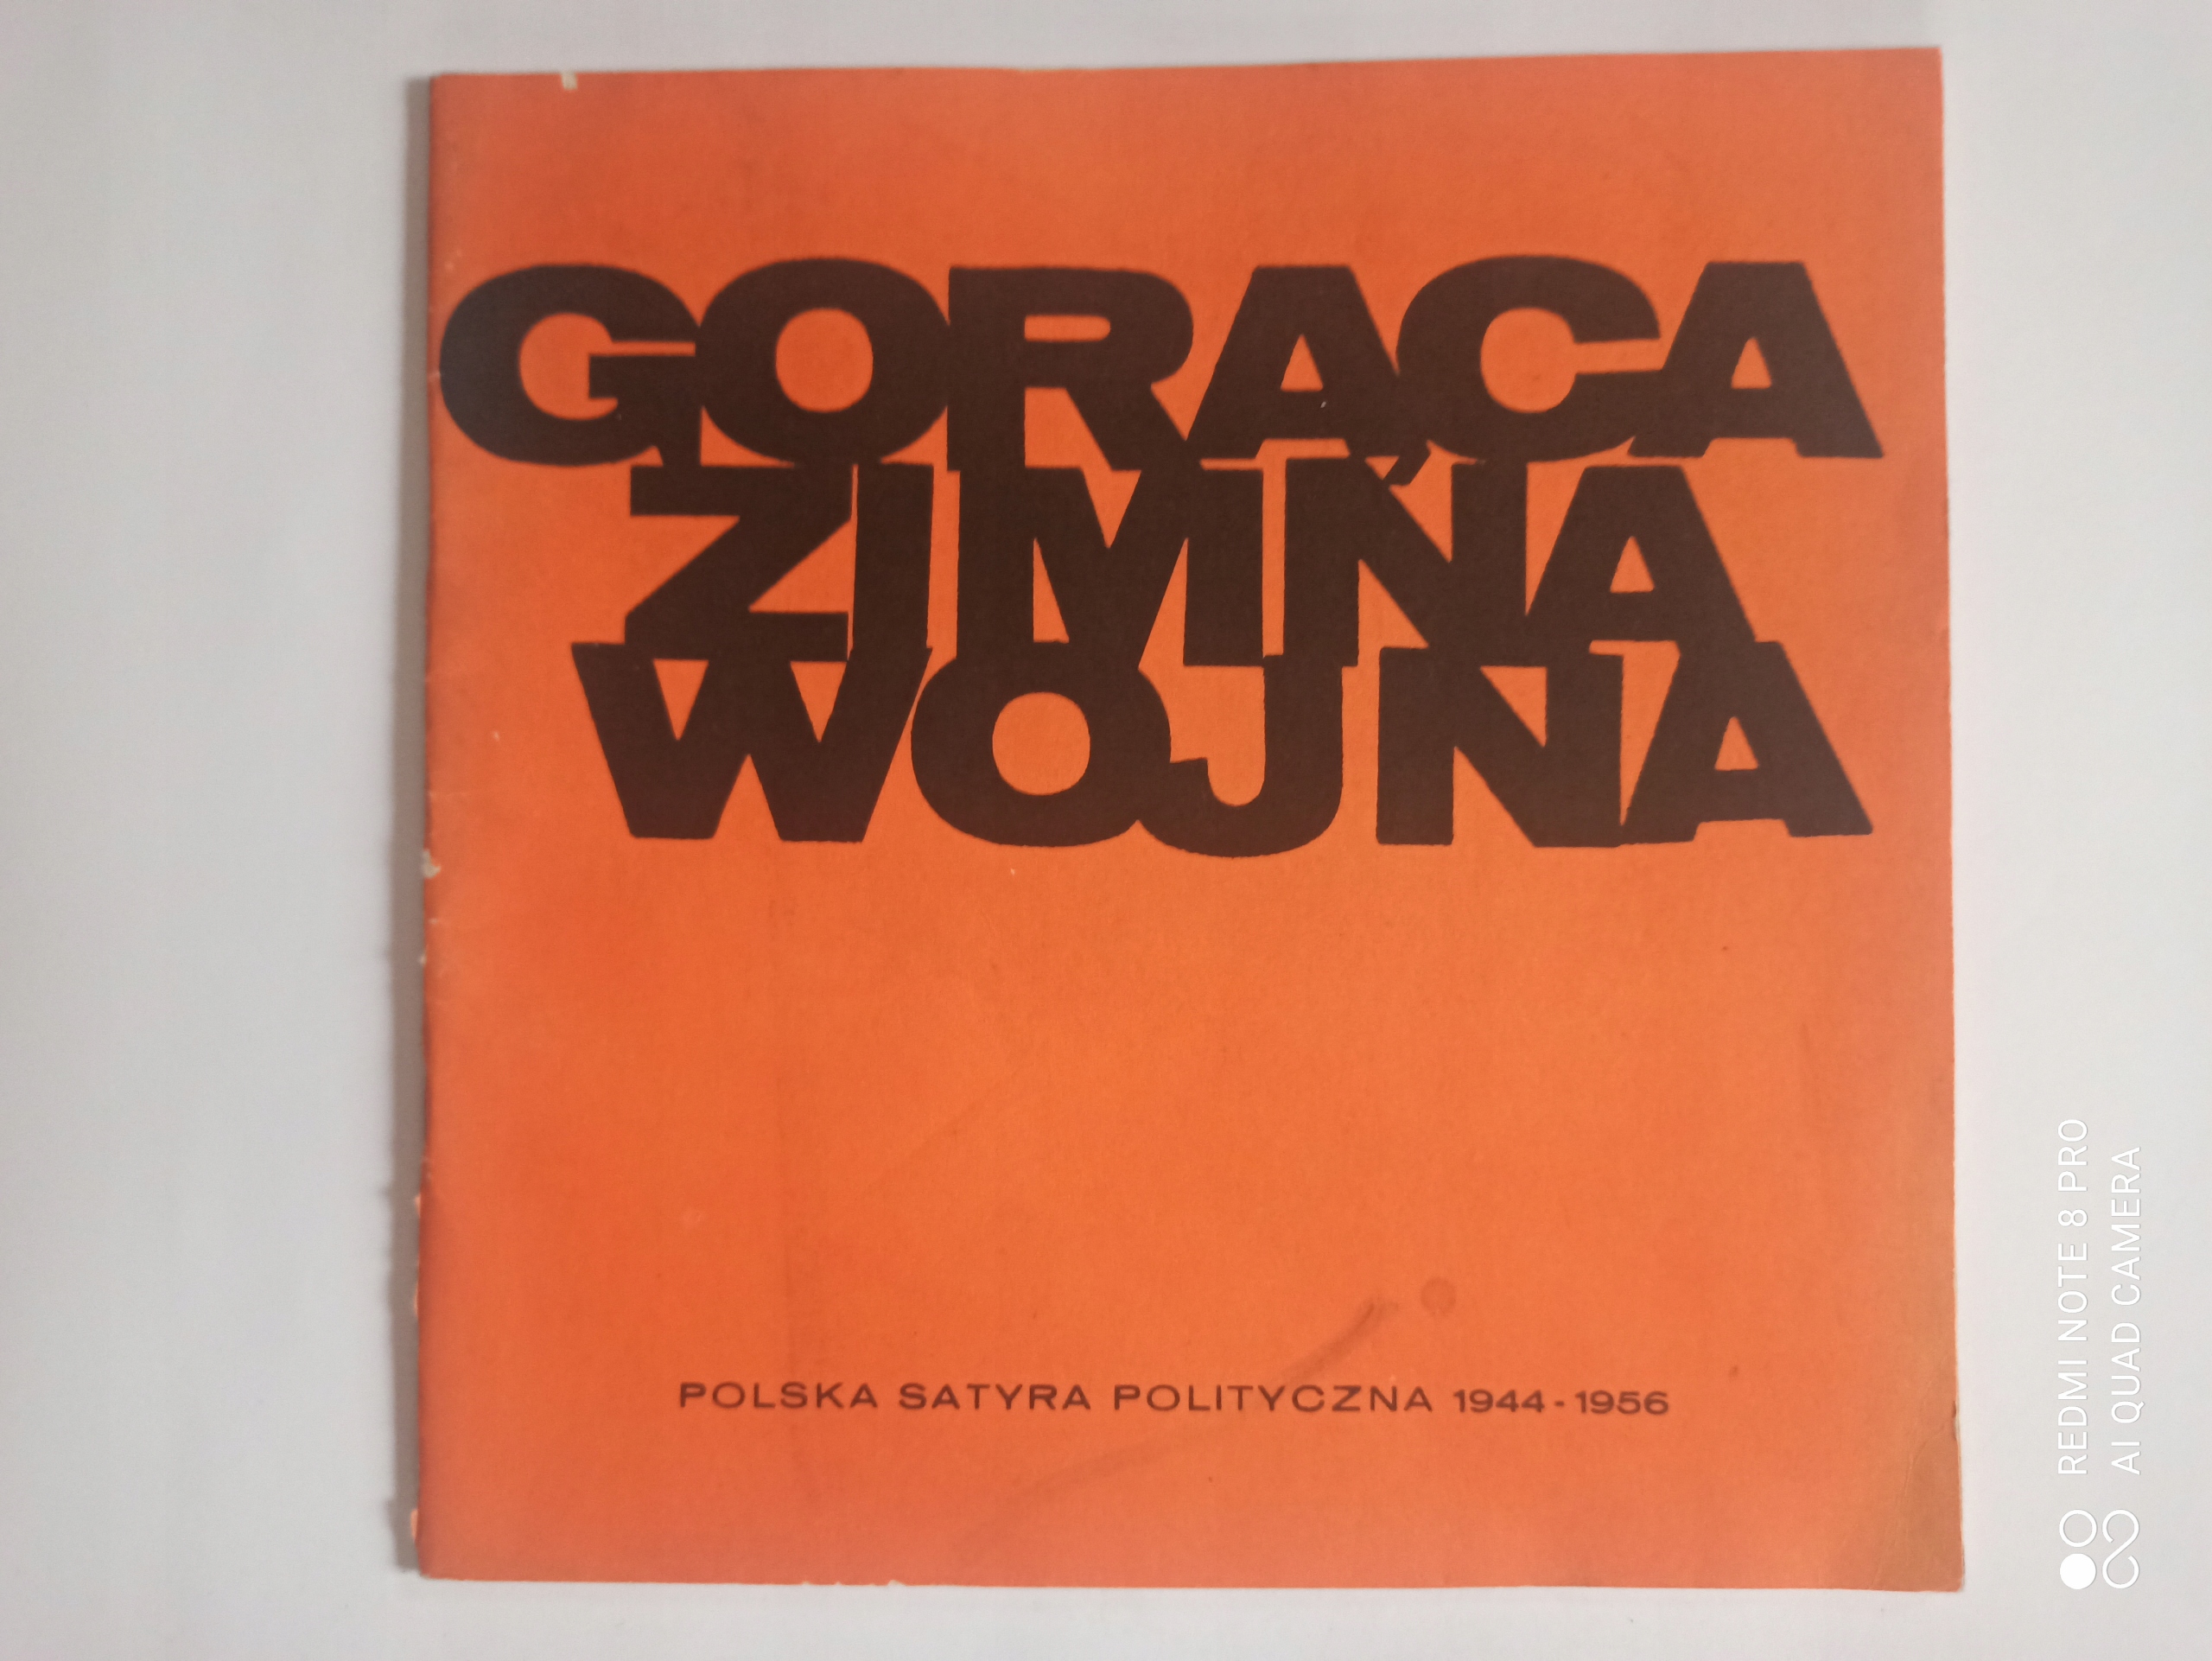 GORĄCA
ZIMNA
WOJNA
POLSKA SATYRA POLITYCZNA 1944-1956
REDMI NOTE 8 PRO
AI QUAD CAMERA